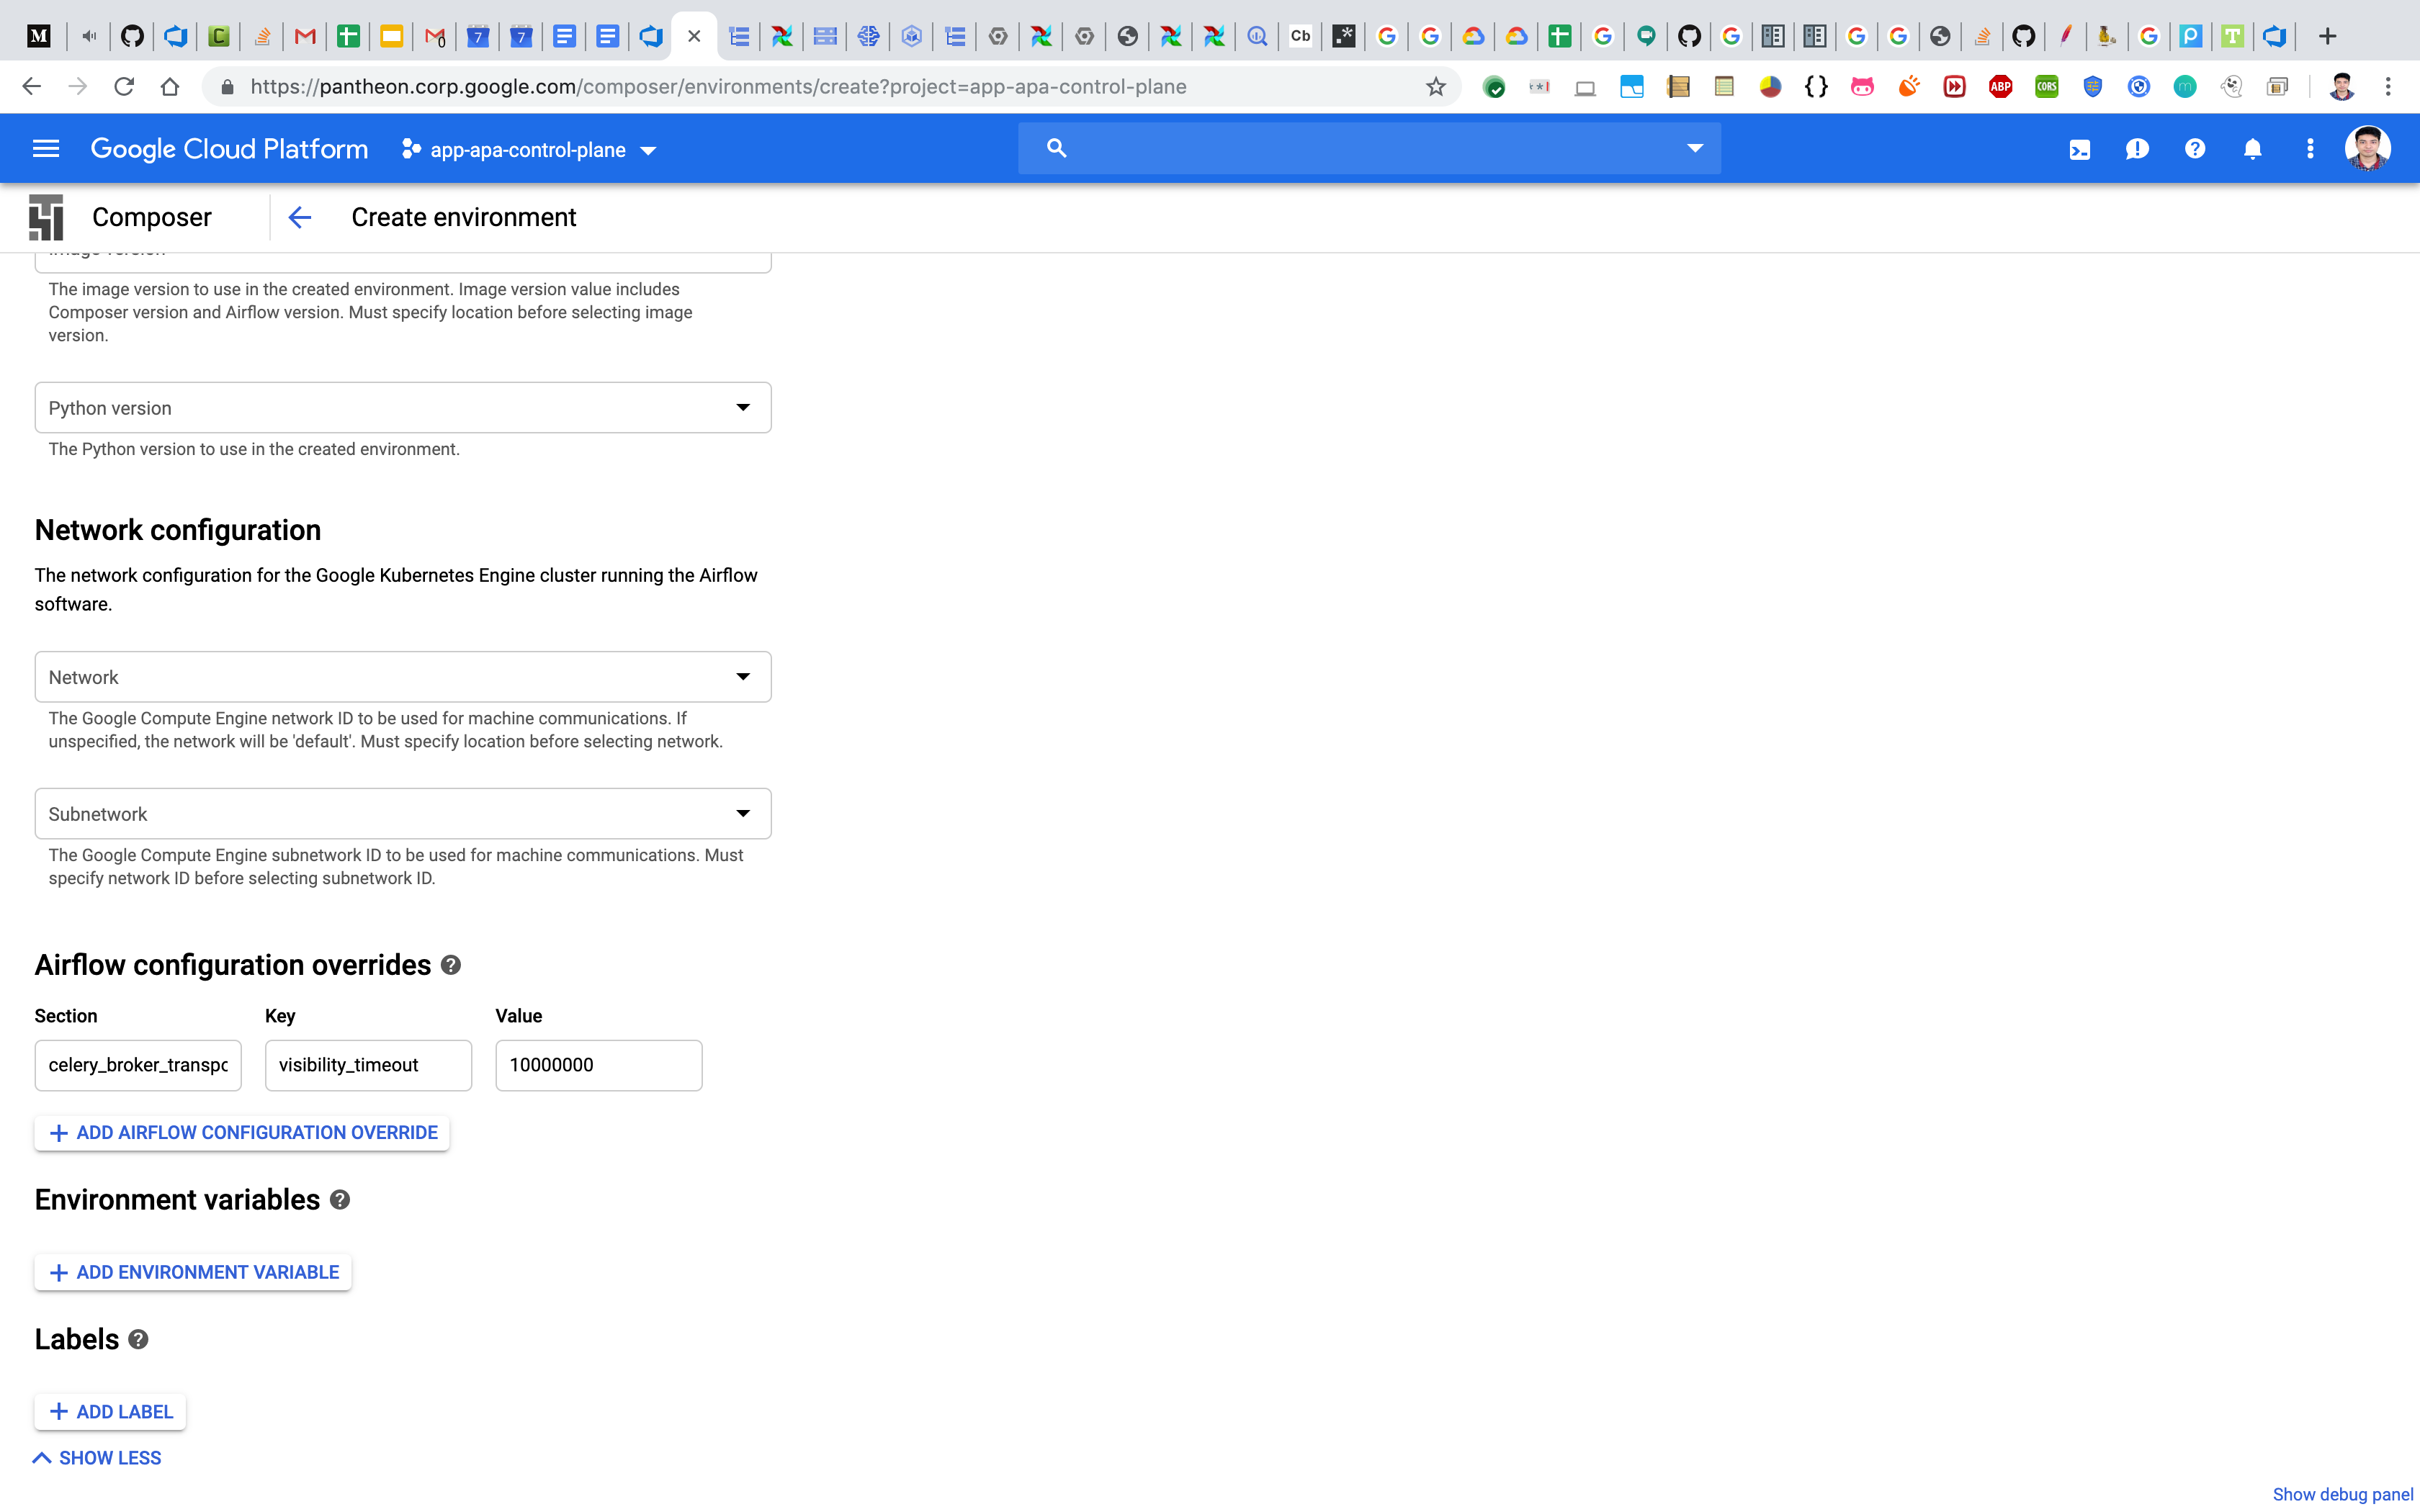 https://pantheon.corp.google.com/composer/environments/create?project=app-apa-control-plane
Google Cloud Platform
app-apa-control-plane
Composer
Create environment
The image version to use in the created environment. Image version value includes
Composer version and Airflow version. Must specify location before selecting image
version.
Python version
The Python version to use in the created environment.
Network configuration
The network configuration for the Google Kubernetes Engine cluster running the Airflow
software.
Network
The Google Compute Engine network ID to be used for machine communications. If
unspecified, the network will be 'default'. Must specify location before selecting network.
Subnetwork
The Google Compute Engine subnetwork ID to be used for machine communications. Must
specify network ID before selecting subnetwork ID.
Airflow configuration overrides
Section Key Value
celery_broker_transpo visibility_timeout 10000000
ADD AIRFLOW CONFIGURATION OVERRIDE
Environment variables
ADD ENVIRONMENT VARIABLE
Labels
ADD LABEL
SHOW LESS
Show debug panel